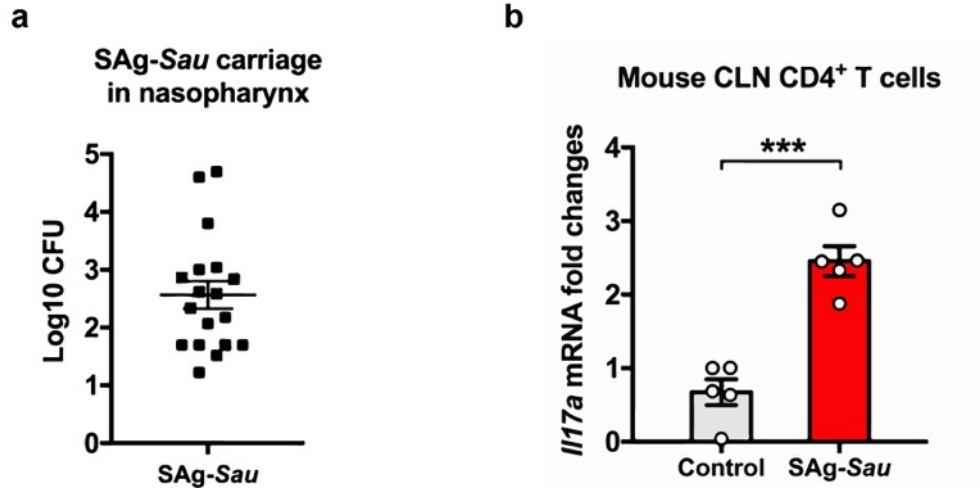 a
SAg-Sau carriage
in nasopharynx
Log10 CFU
5
4
3
2
1
0
SAg-Sau
b
Mouse CLN CD4⁺ T cells
Il17a mRNA fold changes
4
3
2
1
0
***
Control SAg-Sau